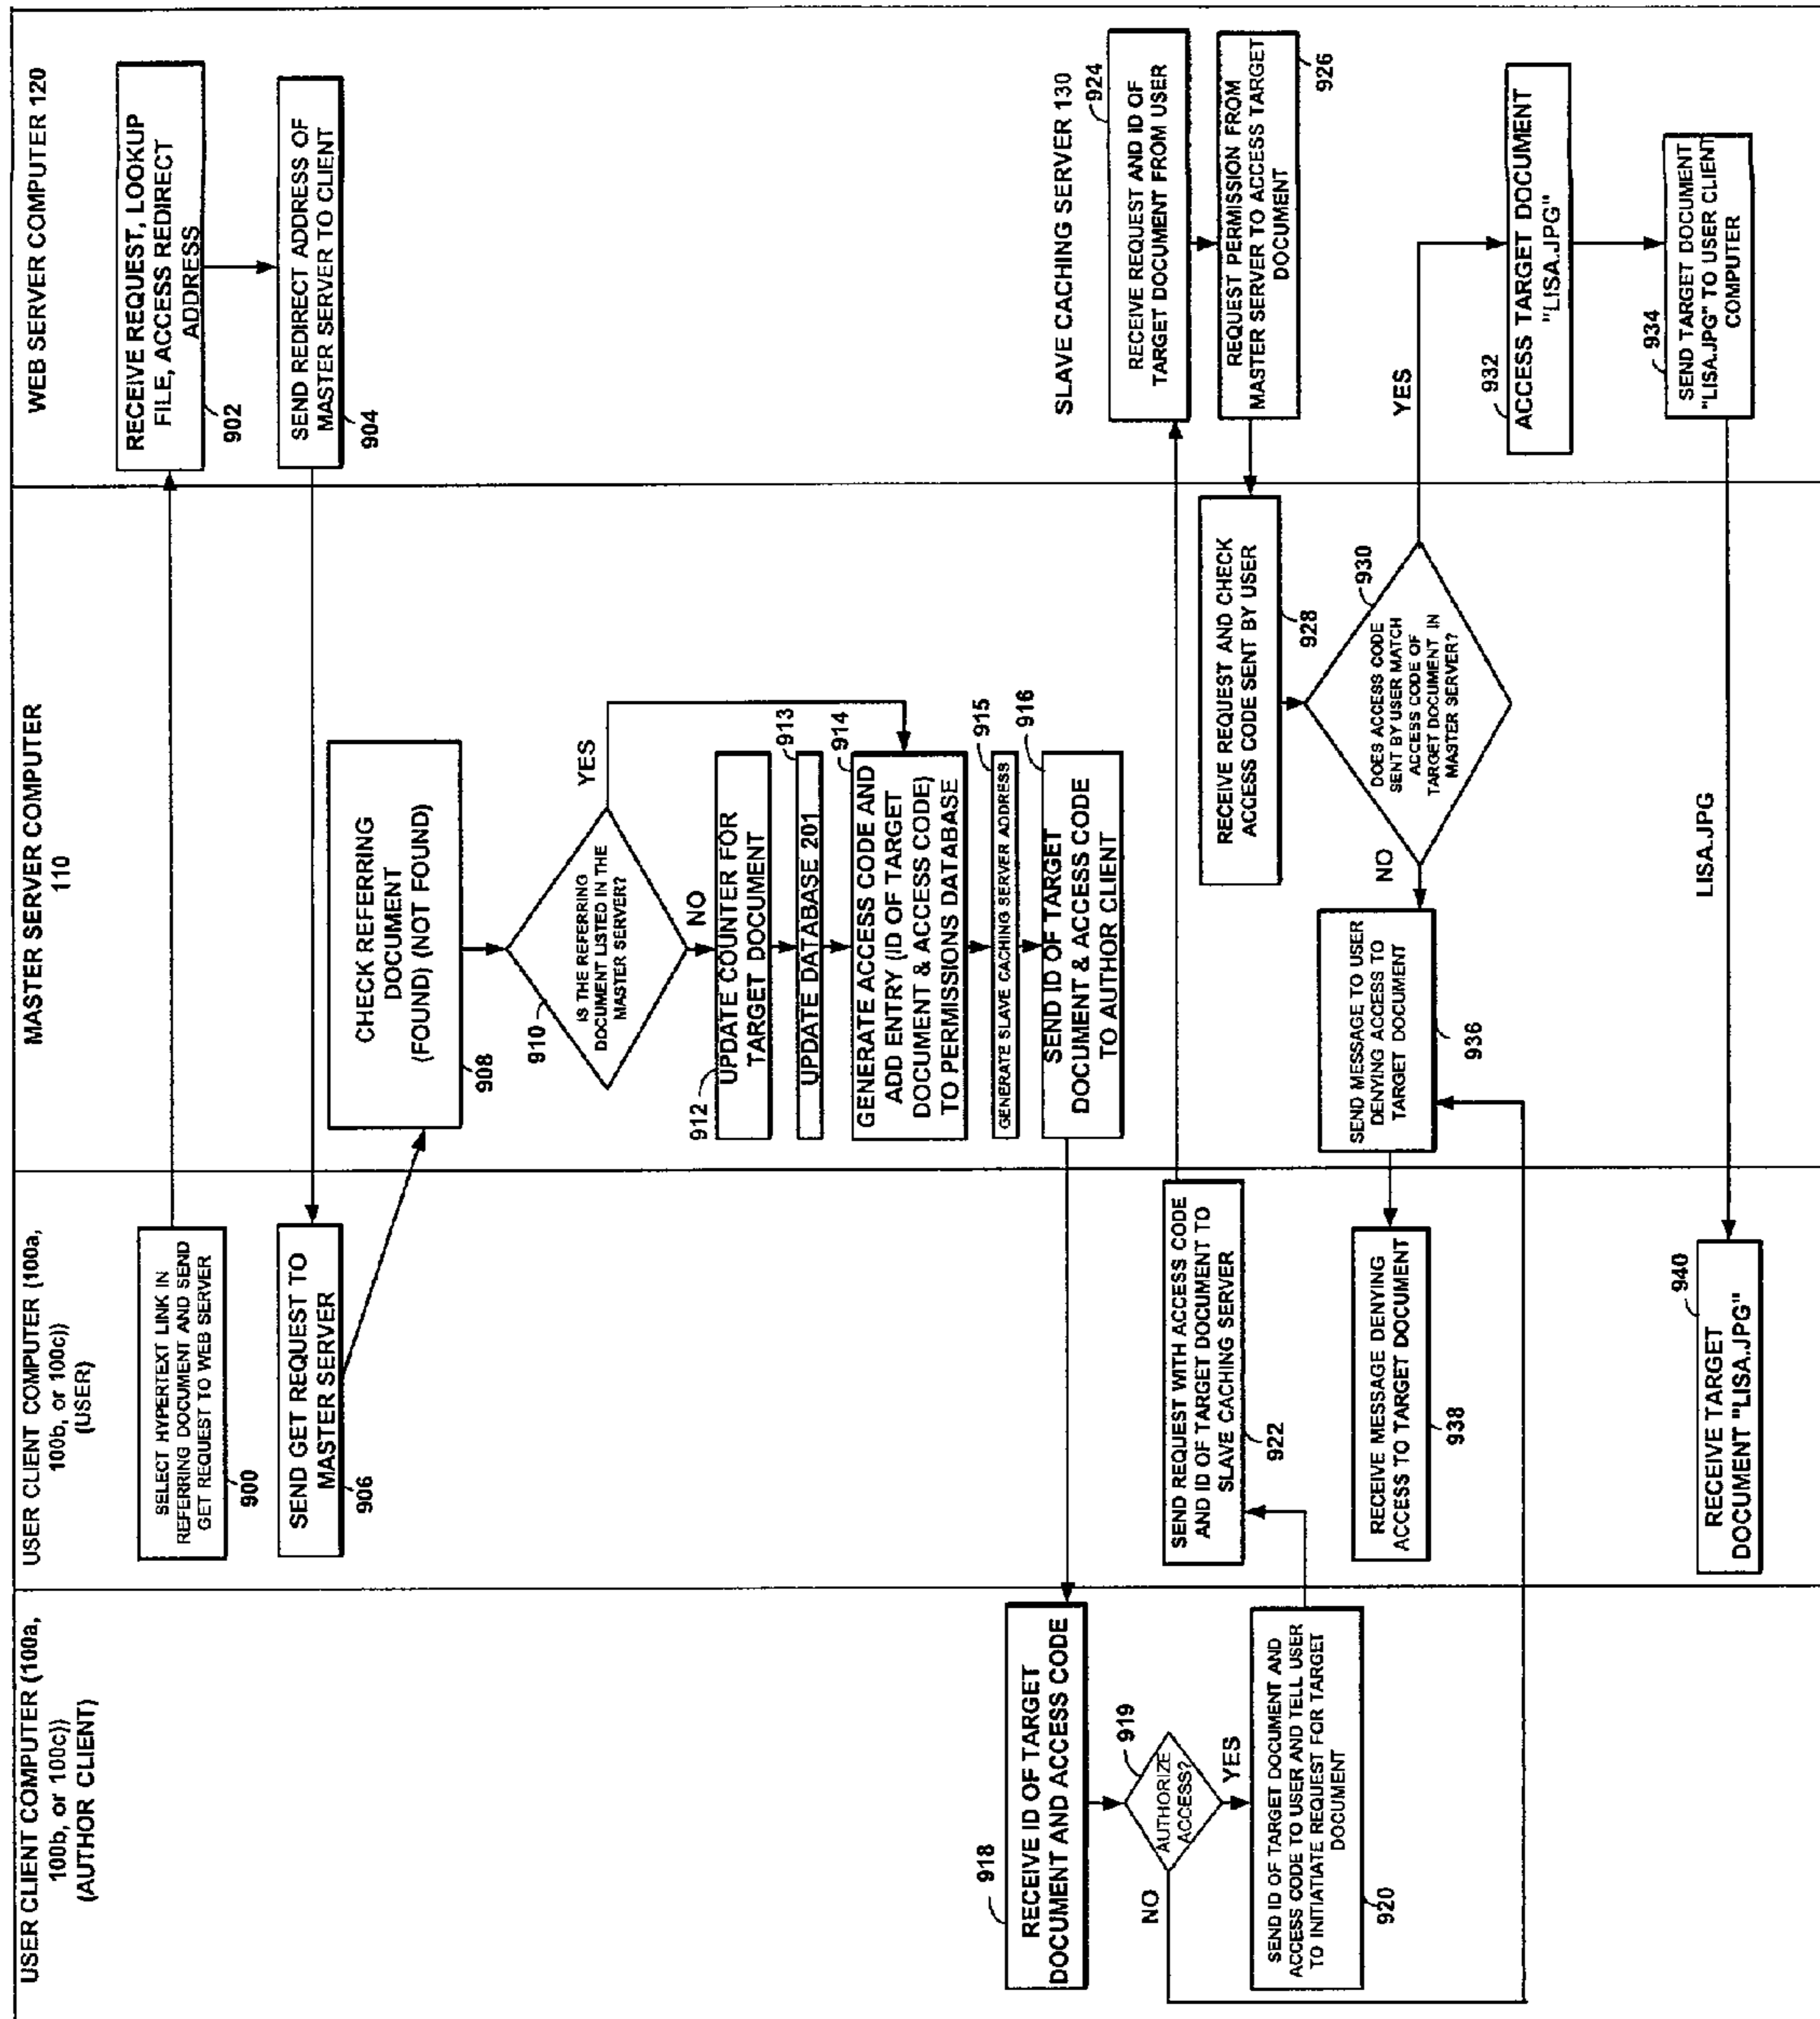 USER CLIENT COMPUTER (100a,
100b, or 100c))
(AUTHOR CLIENT)
USER CLIENT COMPUTER (100a,
100b, or 100c))
(USER)
MASTER SERVER COMPUTER
110
WEB SERVER COMPUTER 120
SELECT HYPERTEXT LINK IN
REFERRING DOCUMENT AND SEND
GET REQUEST TO WEB SERVER
900
RECEIVE REQUEST, LOOKUP
FILE, ACCESS REDIRECT
ADDRESS
902
SEND REDIRECT ADDRESS OF
MASTER SERVER TO CLIENT
904
SEND GET REQUEST TO
MASTER SERVER
906
CHECK REFERRING
DOCUMENT
(FOUND) (NOT FOUND)
908
910
IS THE REFERRING
DOCUMENT LISTED IN THE
MASTER SERVER?
YES
NO
912
UPDATE COUNTER FOR
TARGET DOCUMENT
913
UPDATE DATABASE 201
914
GENERATE ACCESS CODE AND
ADD ENTRY (ID OF TARGET
DOCUMENT & ACCESS CODE)
TO PERMISSIONS DATABASE
915
GENERATE SLAVE CACHING SERVER ADDRESS
916
SEND ID OF TARGET
DOCUMENT & ACCESS CODE
TO AUTHOR CLIENT
918
RECEIVE ID OF TARGET
DOCUMENT AND ACCESS CODE
919
AUTHORIZE
ACCESS?
NO
YES
SEND ID OF TARGET DOCUMENT AND
ACCESS CODE TO USER AND TELL USER
TO INITIATIATE REQUEST FOR TARGET
DOCUMENT
920
SEND REQUEST WITH ACCESS CODE
AND ID OF TARGET DOCUMENT TO
SLAVE CACHING SERVER
922
SLAVE CACHING SERVER 130
924
RECEIVE REQUEST AND ID OF
TARGET DOCUMENT FROM USER
REQUEST PERMISSION FROM
MASTER SERVER TO ACCESS TARGET
DOCUMENT
926
RECEIVE REQUEST AND CHECK
ACCESS CODE SENT BY USER
928
930
DOES ACCESS CODE
SENT BY USER MATCH
ACCESS CODE OF
TARGET DOCUMENT IN
MASTER SERVER?
NO
YES
932
ACCESS TARGET DOCUMENT
"LISA.JPG"
934
SEND TARGET DOCUMENT
"LISA.JPG" TO USER CLIENT
COMPUTER
SEND MESSAGE TO USER
DENYING ACCESS TO
TARGET DOCUMENT
936
RECEIVE MESSAGE DENYING
ACCESS TO TARGET DOCUMENT
938
LISA.JPG
940
RECEIVE TARGET
DOCUMENT "LISA.JPG"